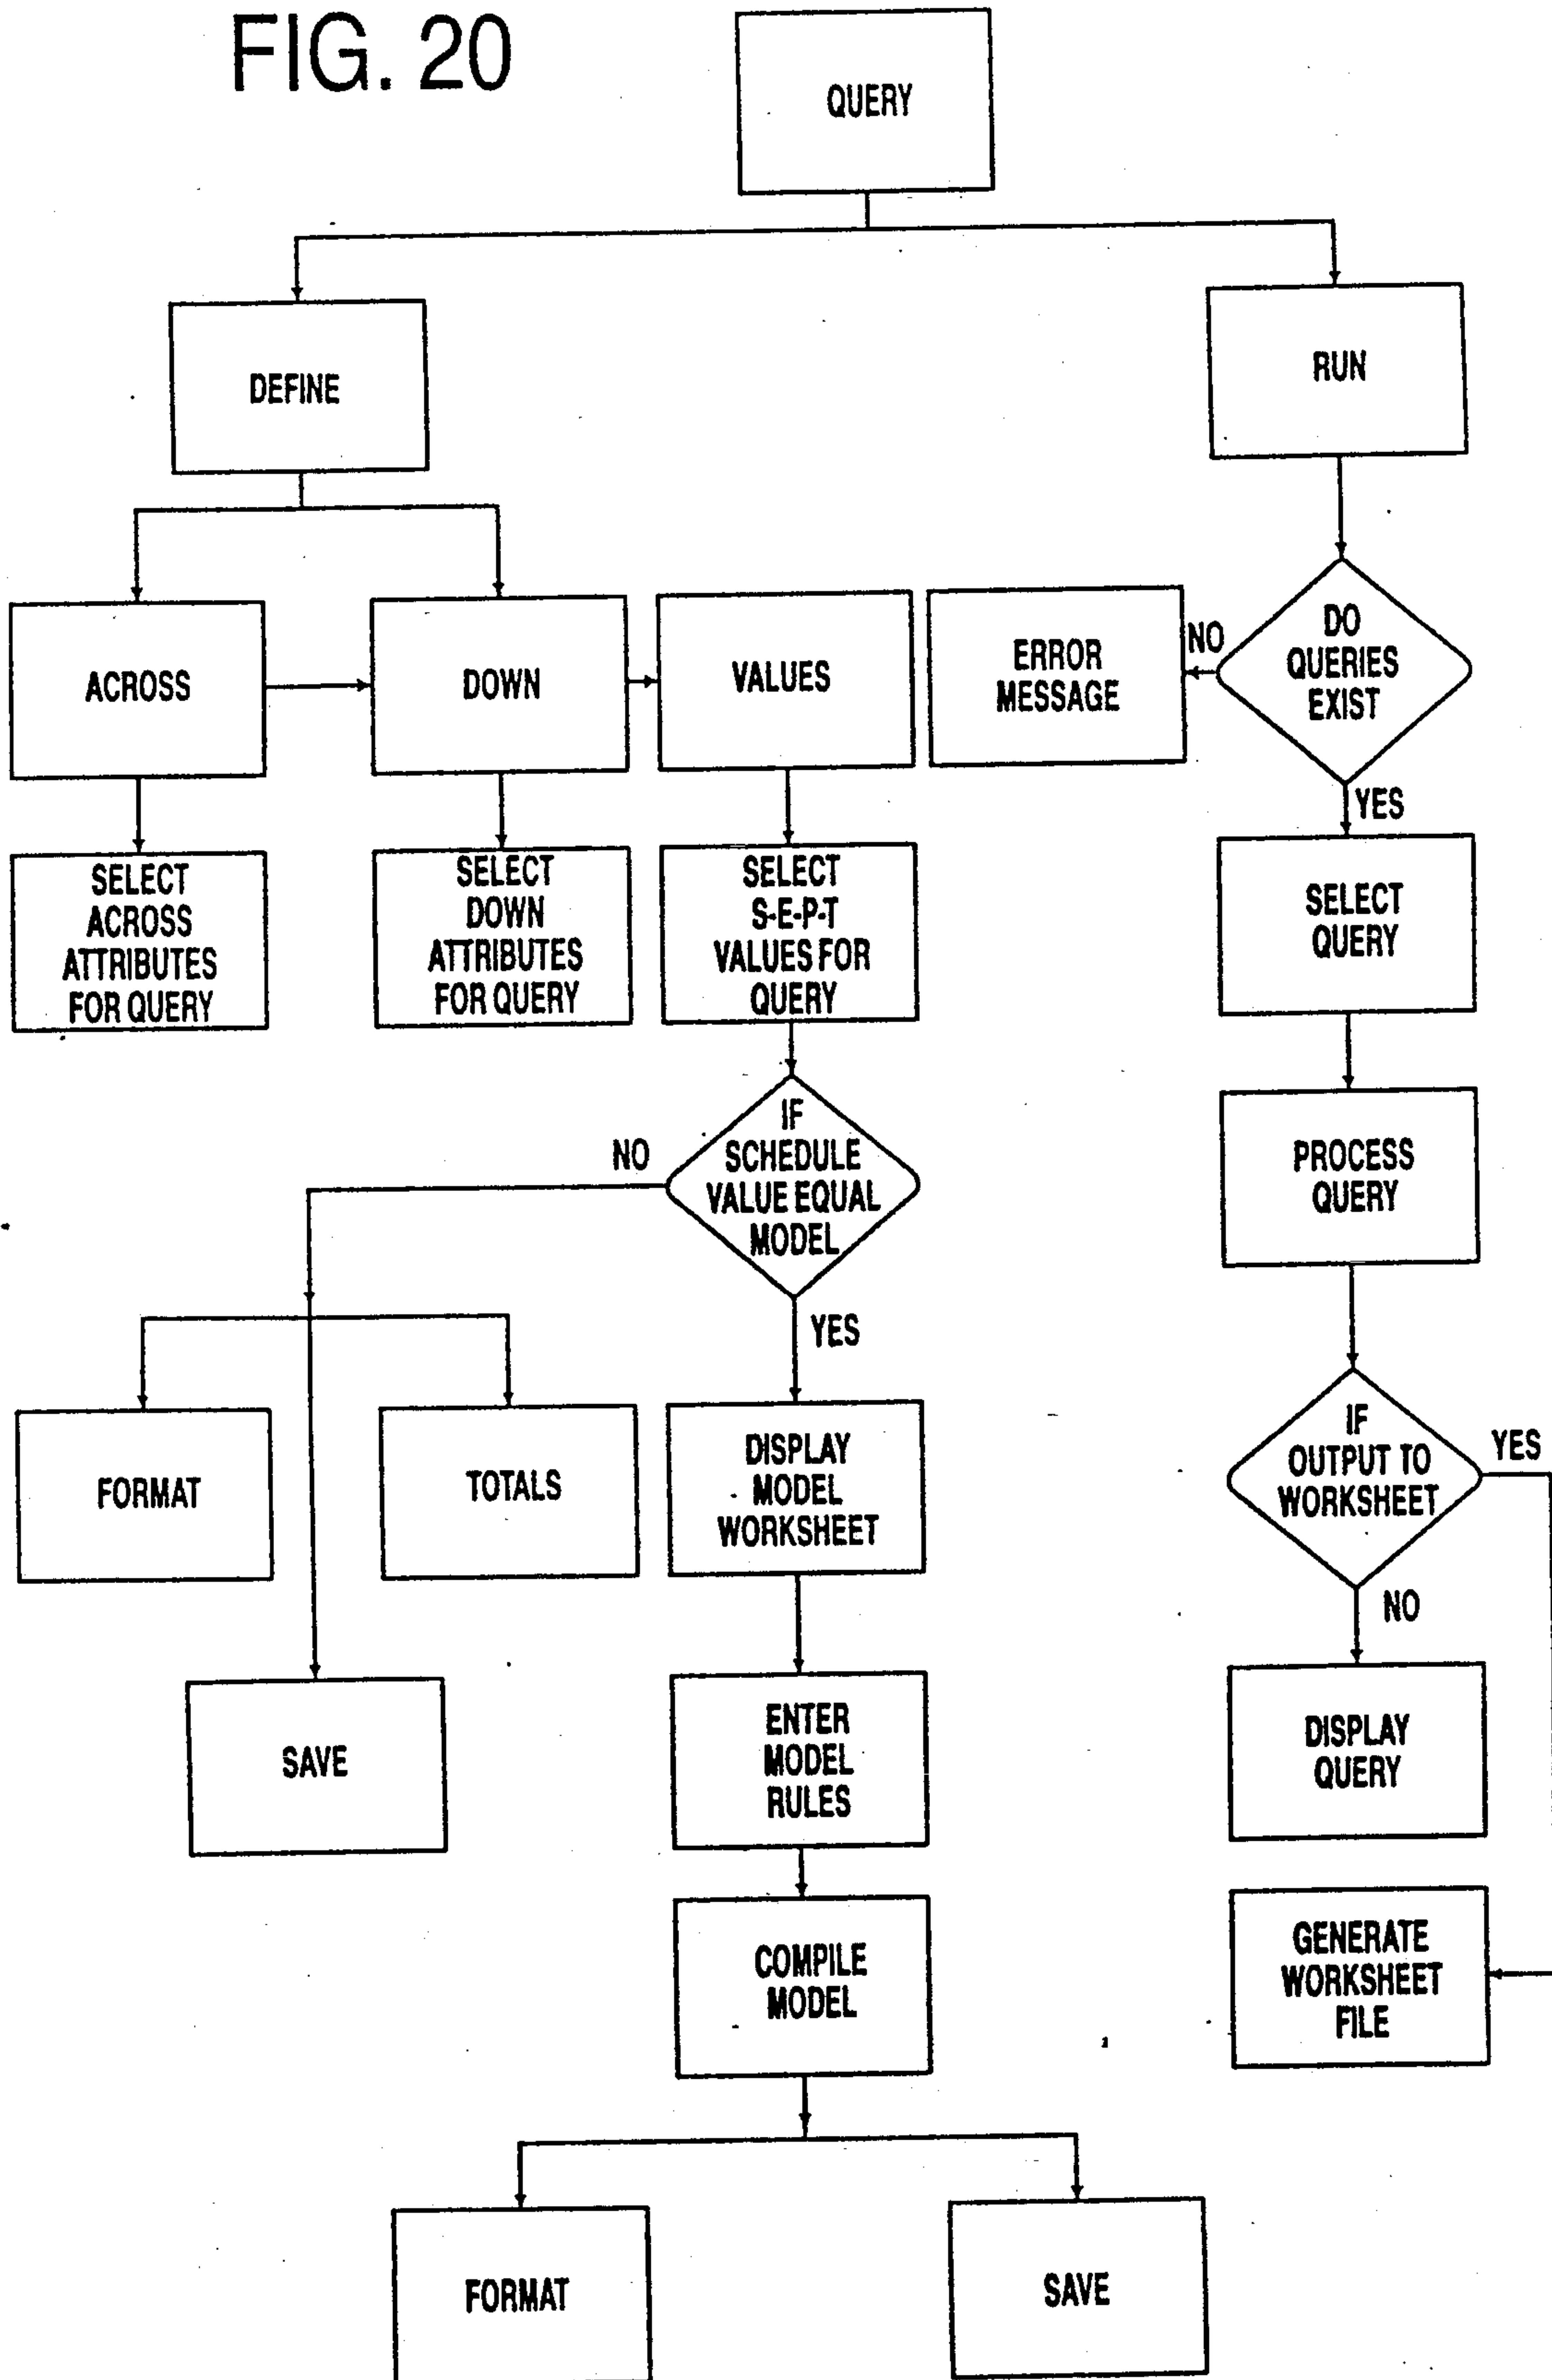 FIG. 20
QUERY
DEFINE
RUN
ACROSS
DOWN
VALUES
ERROR
MESSAGE
NO
DO
QUERIES
EXIST
YES
SELECT
ACROSS
ATTRIBUTES
FOR QUERY
SELECT
DOWN
ATTRIBUTES
FOR QUERY
SELECT
S-E-P-T
VALUES FOR
QUERY
SELECT
QUERY
NO
IF
SCHEDULE
VALUE EQUAL
MODEL
YES
PROCESS
QUERY
FORMAT
TOTALS
DISPLAY
MODEL
WORKSHEET
IF
OUTPUT TO
WORKSHEET
YES
NO
SAVE
ENTER
MODEL
RULES
DISPLAY
QUERY
COMPILE
MODEL
GENERATE
WORKSHEET
FILE
FORMAT
SAVE